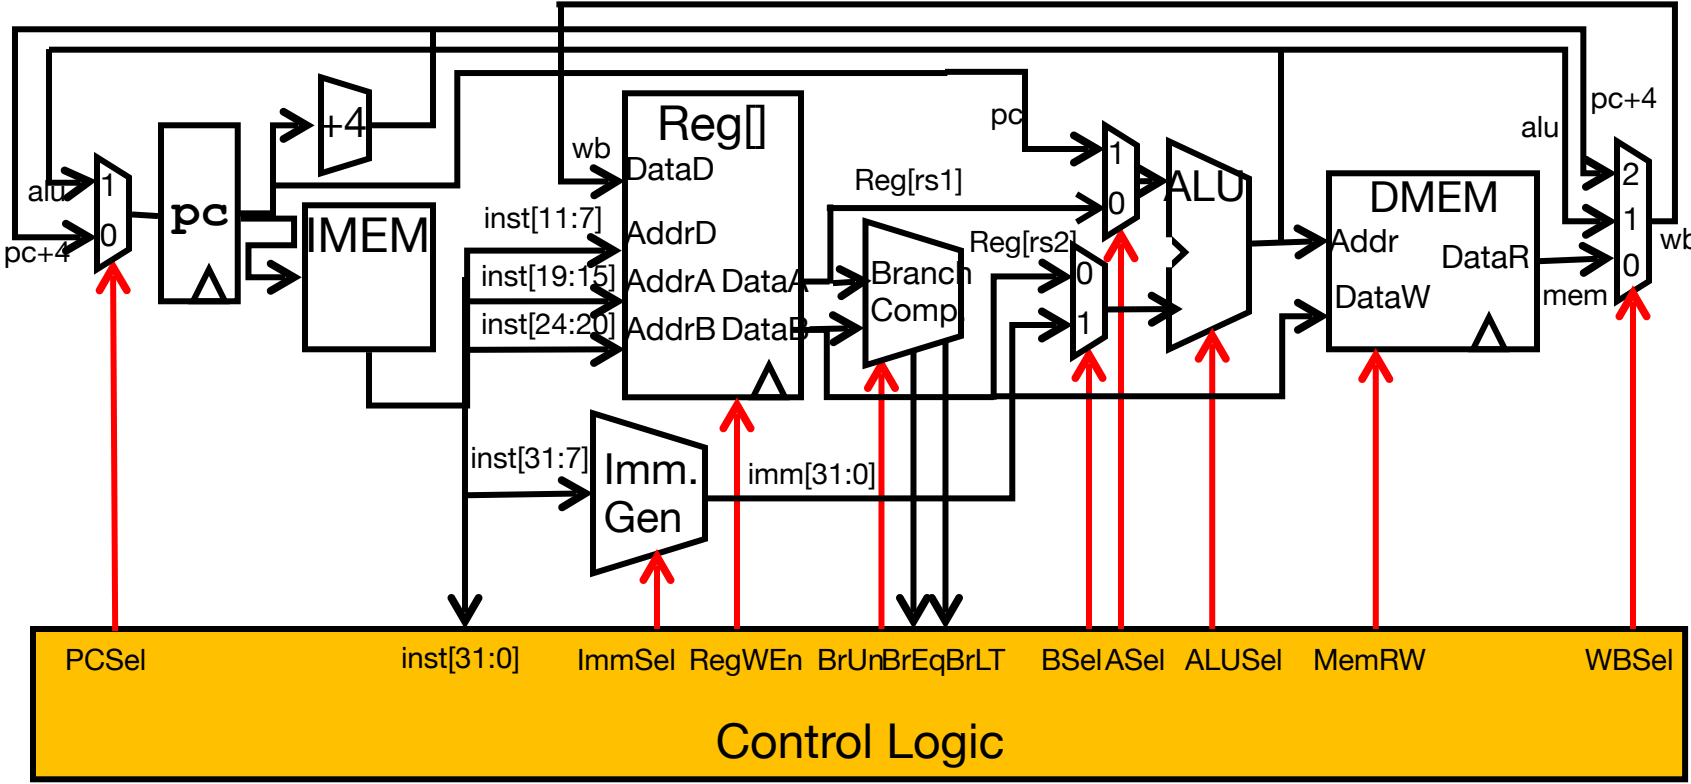 pc+4
alu
wb
2
1
0
mem
pc
1
0
ALU
DMEM
Addr
DataR
DataW
+4
wb
Reg[]
DataD
AddrD
AddrA DataA
AddrB DataB
Reg[rs1]
Reg[rs2]
Branch
Comp.
0
1
alu
pc+4
1
0
pc
IMEM
inst[11:7]
inst[19:15]
inst[24:20]
inst[31:7]
Imm.
Gen
imm[31:0]
PCSel
inst[31:0]
ImmSel
RegWEn
BrUn
BrEq
BrLT
BSel
ASel
ALUSel
MemRW
WBSel
Control Logic